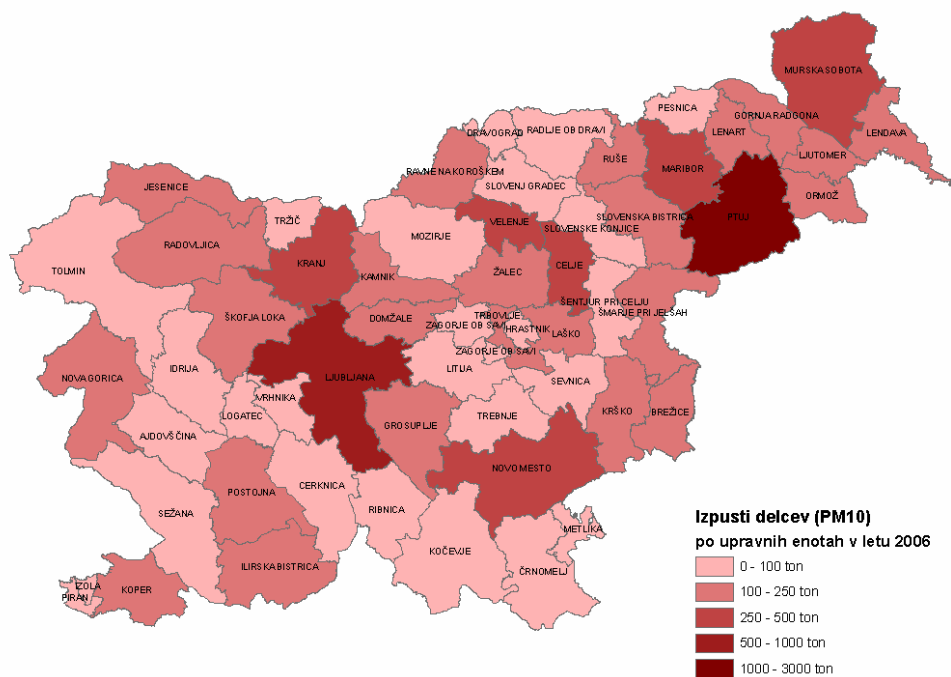 MURSKA SOBOTA
PESNICA
GORNJA RADGONA
DRAVOGRAD
RADLJE OB DRAVI
LENART
LENDAVA
RUŠE
LJUTOMER
RAVNE NA KOROŠKEM
MARIBOR
SLOVENJ GRADEC
JESENICE
ORMOŽ
TRŽIČ
SLOVENSKA BISTRICA
PTUJ
VELENJE
SLOVENSKE KONJICE
MOZIRJE
RADOVLJICA
KRANJ
CELJE
TOLMIN
KAMNIK
ŽALEC
ŠENTJUR PRI CELJU
ŠKOFJA LOKA
DOMŽALE
TRBOVLJE
ŠMARJE PRI JELŠAH
ZAGORJE OB SAVI
HRASTNIK
LAŠKO
ZAGORJE OB SAVI
IDRIJA
LITIJA
NOVA GORICA
LJUBLJANA
SEVNICA
VRHNIKA
LOGATEC
TREBNJE
KRŠKO
BREŽICE
GROSUPLJE
AJDOVŠČINA
NOVO MESTO
CERKNICA
POSTOJNA
SEŽANA
RIBNICA
METLIKA
KOČEVJE
ILIRSKA BISTRICA
ČRNOMELJ
IZOLA
KOPER
PIRAN
Izpusti delcev (PM10)
po upravnih enotah v letu 2006
0 - 100 ton
100 - 250 ton
250 - 500 ton
500 - 1000 ton
1000 - 3000 ton